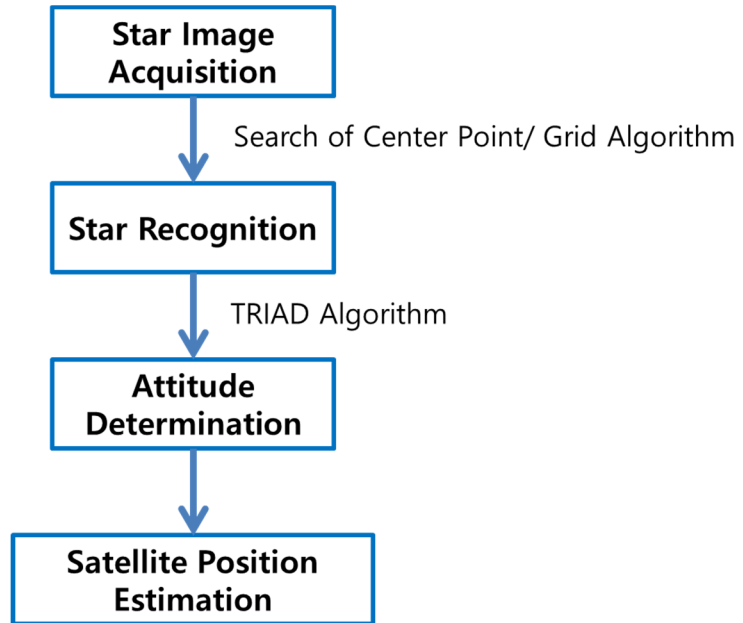 Star Image
Acquisition
Search of Center Point/ Grid Algorithm
Star Recognition
TRIAD Algorithm
Attitude
Determination
Satellite Position
Estimation